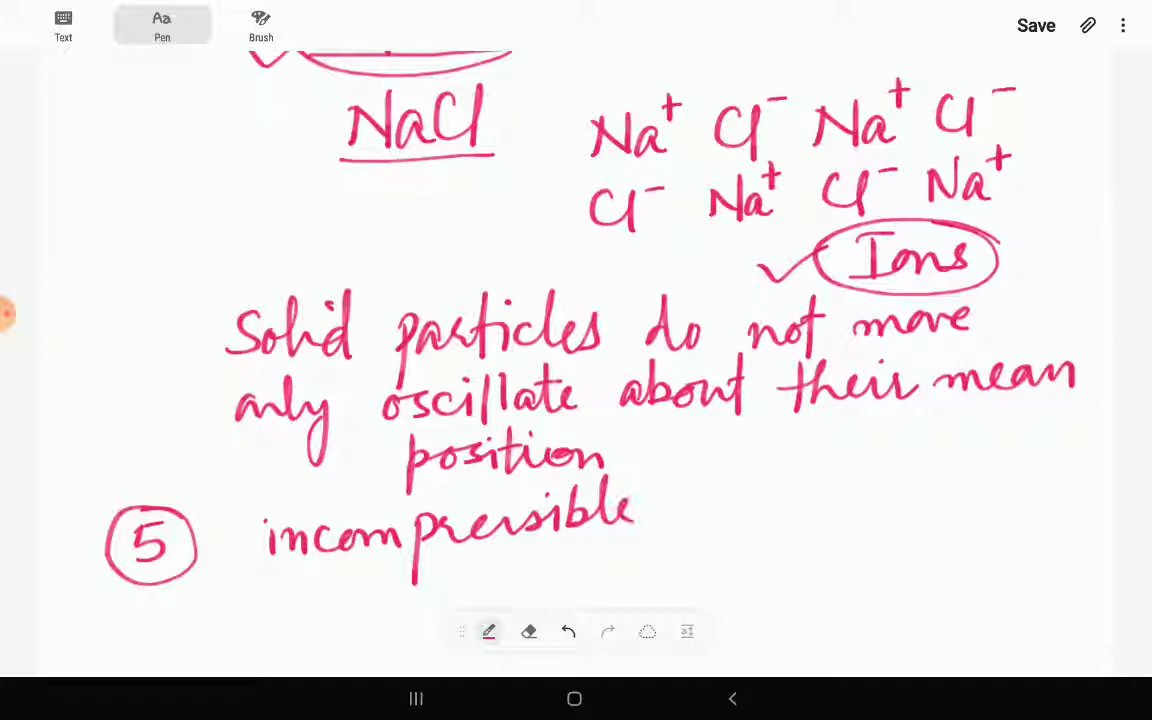 Text
Pen
Brush
Save
NaCl
Na+ Cl- Na+ Cl-
Cl- Na+ Cl- Na+
Ions
Solid particles do not move
only oscillate about their mean
position
5 incompressible